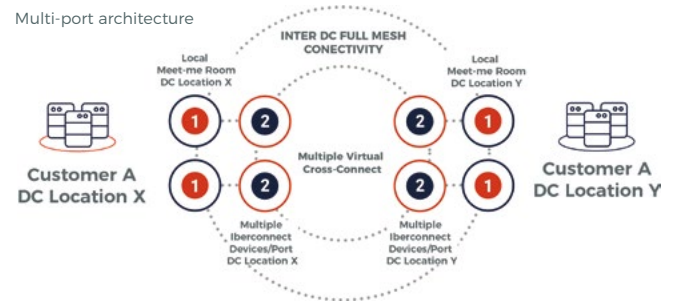 Multi-port architecture
INTER DC FULL MESH
CONECTIVITY
Local
Meet-me Room
DC Location X
Local
Meet-me Room
DC Location Y
1 2 2 1
Multiple Virtual
Cross-Connect
Customer A
DC Location X
Customer A
DC Location Y
1 2 2 1
Multiple
Iberconnect
Devices/Port
DC Location X
Multiple
Iberconnect
Devices/Port
DC Location Y